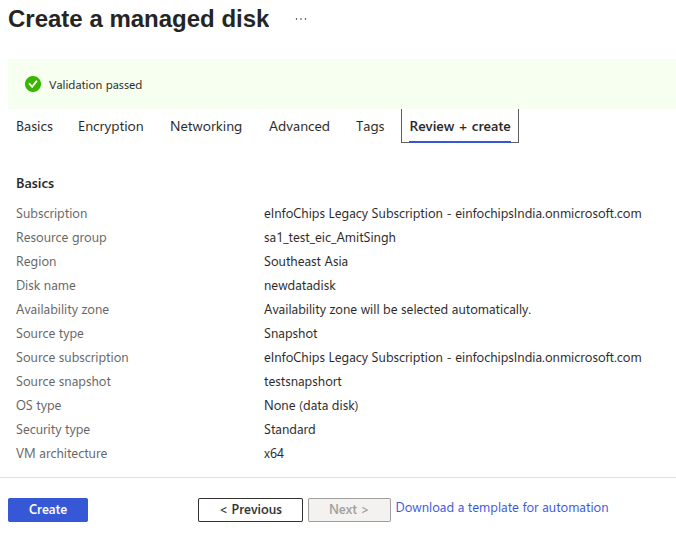 Create a managed disk ...
Validation passed
Basics Encryption Networking Advanced Tags Review + create
Basics
Subscription eInfoChips Legacy Subscription - einfochipsIndia.onmicrosoft.com
Resource group sa1_test_eic_AmitSingh
Region Southeast Asia
Disk name newdatadisk
Availability zone Availability zone will be selected automatically.
Source type Snapshot
Source subscription eInfoChips Legacy Subscription - einfochipsIndia.onmicrosoft.com
Source snapshot testsnapshort
OS type None (data disk)
Security type Standard
VM architecture x64
Create < Previous Next > Download a template for automation